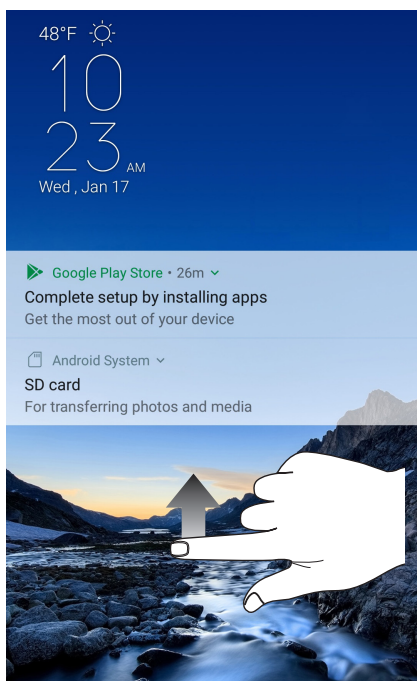 48°F
10
23 AM
Wed , Jan 17
Google Play Store • 26m
Complete setup by installing apps
Get the most out of your device
Android System
SD card
For transferring photos and media